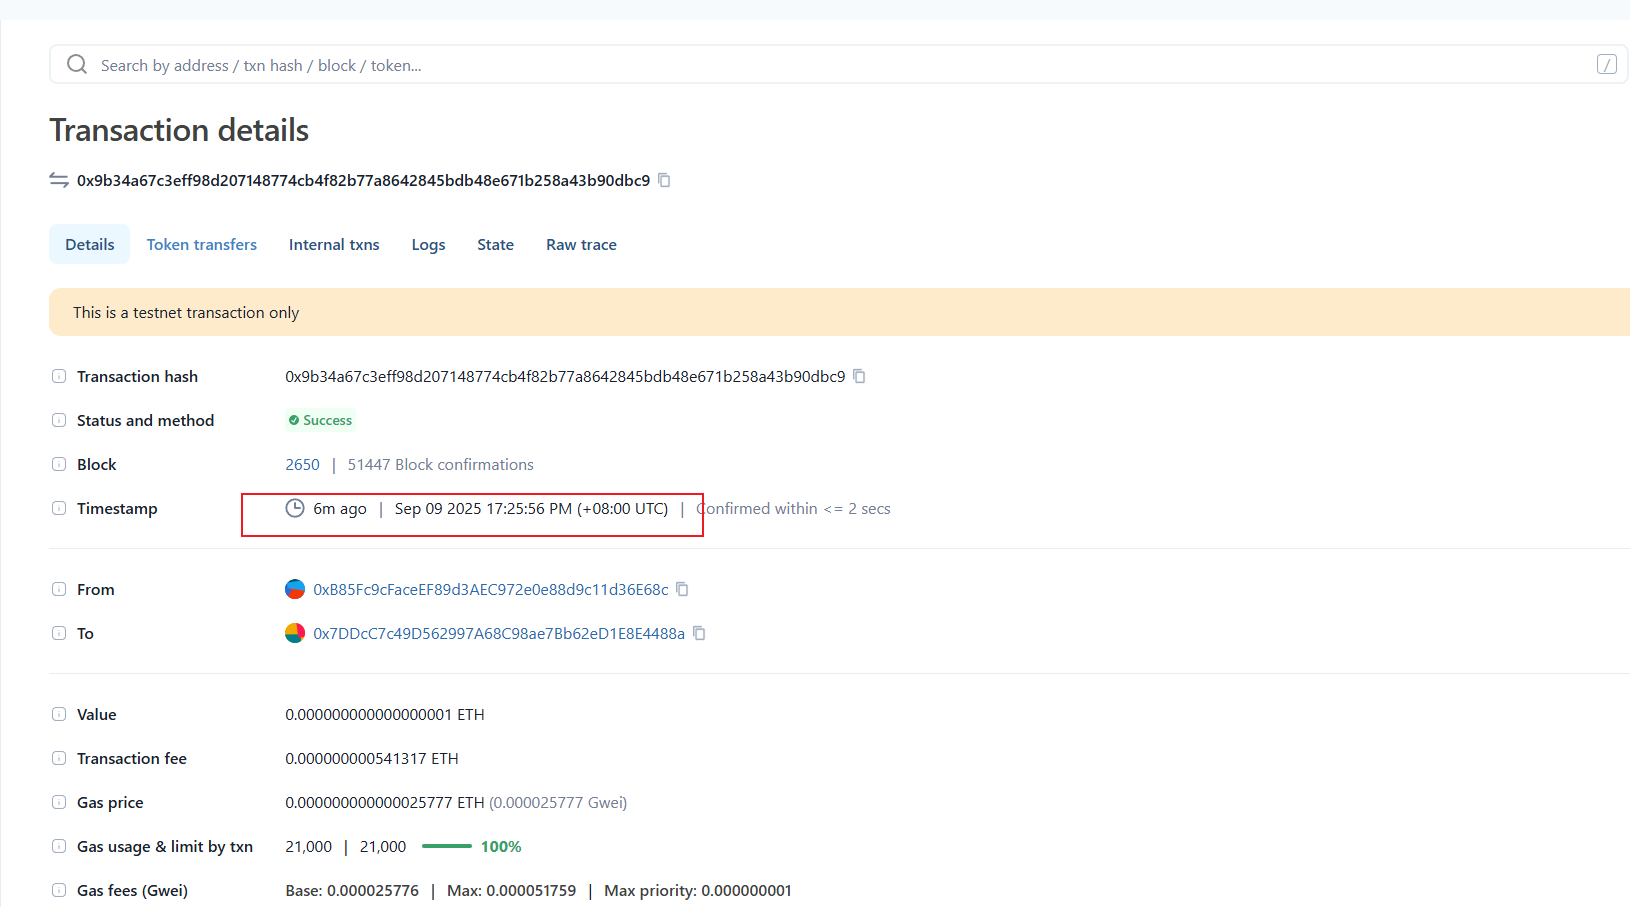 Search by address / txn hash / block / token... /
Transaction details
0x9b34a67c3eff98d207148774cb4f82b77a8642845bdb48e671b258a43b90dbc9
Details Token transfers Internal txns Logs State Raw trace
This is a testnet transaction only
Transaction hash 0x9b34a67c3eff98d207148774cb4f82b77a8642845bdb48e671b258a43b90dbc9
Status and method Success
Block 2650 | 51447 Block confirmations
Timestamp 6m ago | Sep 09 2025 17:25:56 PM (+08:00 UTC) | Confirmed within <= 2 secs
From 0xB85Fc9cFaceEF89d3AEC972e0e88d9c11d36E68c
To 0x7DDcC7c49D562997A68C98ae7Bb62eD1E8E4488a
Value 0.000000000000000001 ETH
Transaction fee 0.000000000541317 ETH
Gas price 0.000000000000025777 ETH (0.000025777 Gwei)
Gas usage & limit by txn 21,000 | 21,000 100%
Gas fees (Gwei) Base: 0.000025776 | Max: 0.000051759 | Max priority: 0.000000001